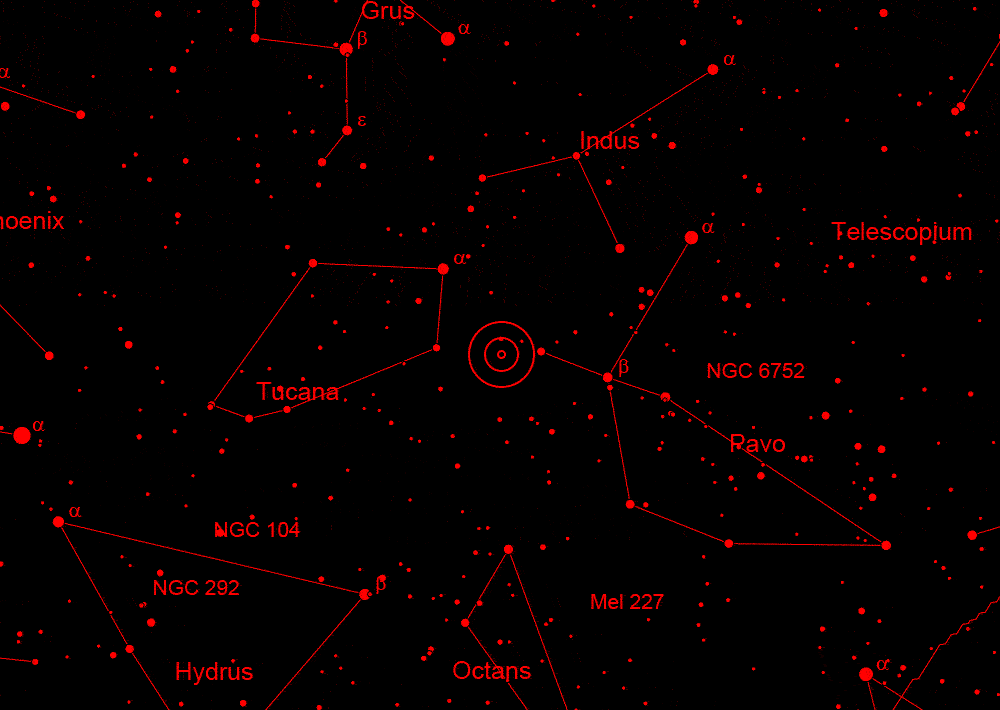 Grus
α
β
α
α
ε
Indus
hoenix
α
Telescopium
α
β
NGC 6752
Tucana
α
Pavo
α
NGC 104
β
NGC 292
Mel 227
Hydrus
Octans
α